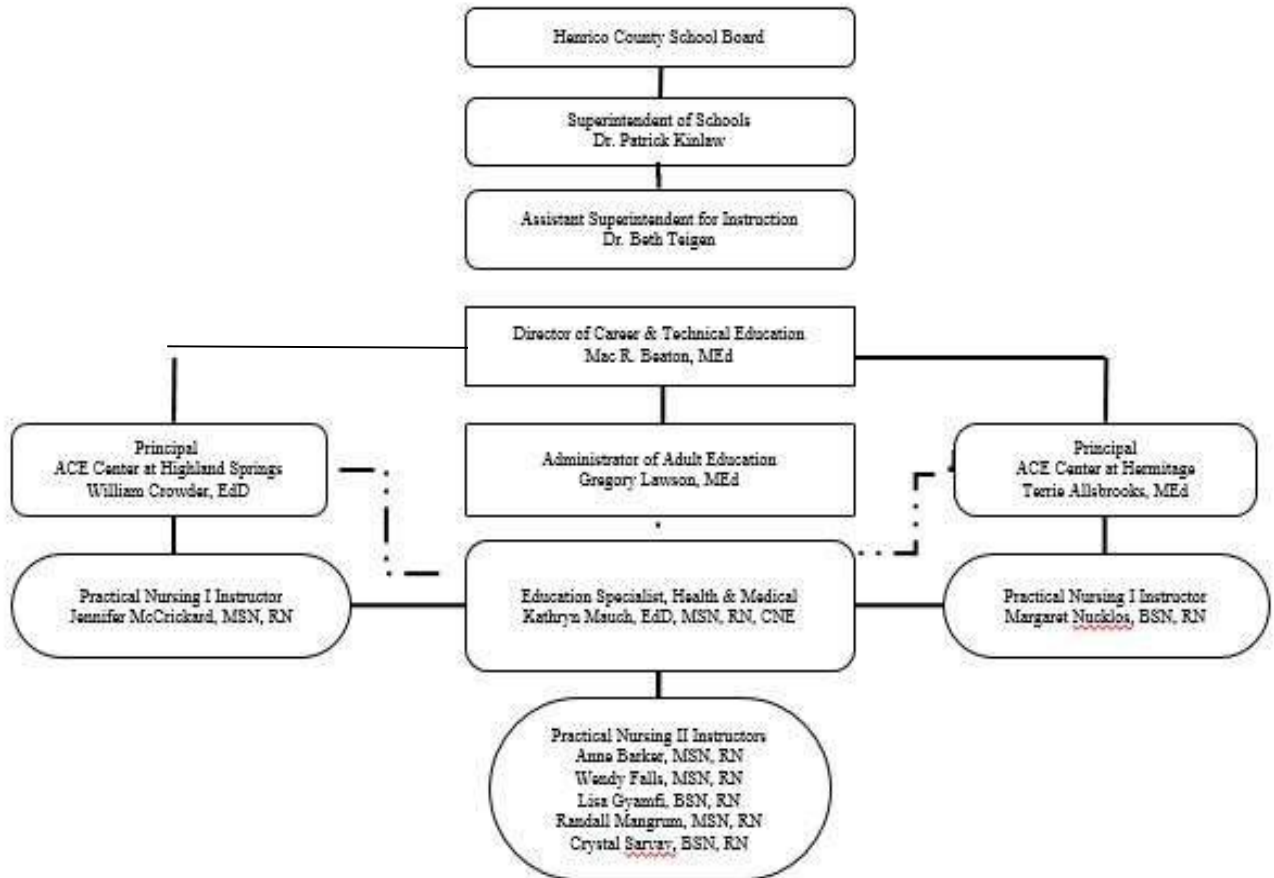 Henrico County School Board
Superintendent of Schools
Dr. Patrick Kinlaw
Assistant Superintendent for Instruction
Dr. Beth Teigen
Director of Career & Technical Education
Mac R. Beaton, MEd
Principal
ACE Center at Highland Springs
William Crowder, EdD
Administrator of Adult Education
Gregory Lawson, MEd
Principal
ACE Center at Hermitage
Terrie Allsbrooks, MEd
Practical Nursing I Instructor
Jennifer McCrickard, MSN, RN
Education Specialist, Health & Medical
Kathryn Mauch, EdD, MSN, RN, CNE
Practical Nursing I Instructor
Margaret Nucklos, BSN, RN
Practical Nursing II Instructors
Anne Barker, MSN, RN
Wendy Falls, MSN, RN
Lisa Gyamfi, BSN, RN
Randall Mangrum, MSN, RN
Crystal Sarvay, BSN, RN